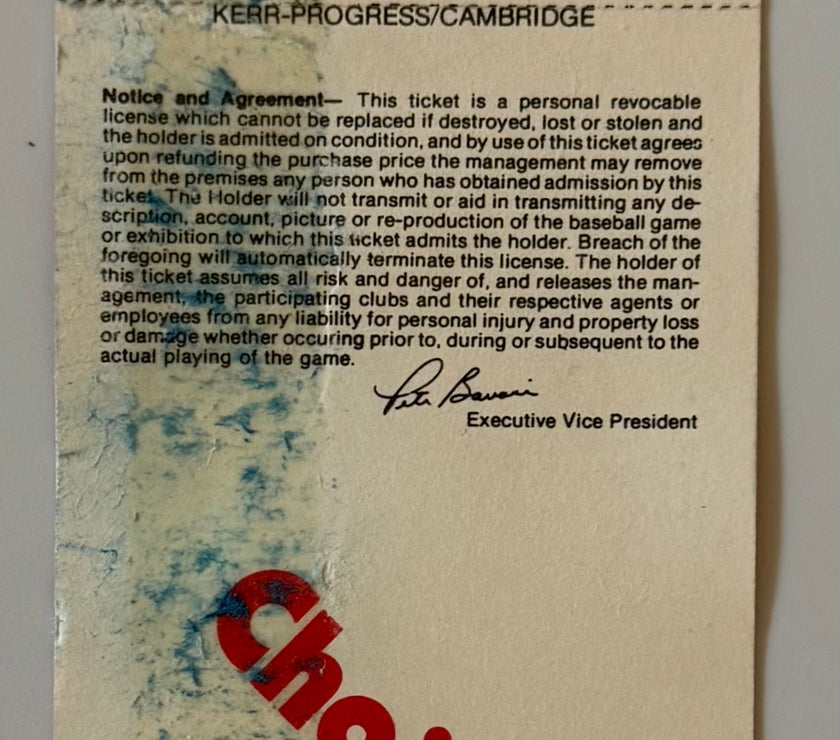 KERR-PROGRESS/CAMBRIDGE
Notice and Agreement— This ticket is a personal revocable
license which cannot be replaced if destroyed, lost or stolen and
the holder is admitted on condition, and by use of this ticket agrees
upon refunding the purchase price the management may remove
from the premises any person who has obtained admission by this
ticket. The Holder will not transmit or aid in transmitting any de-
scription, account, picture or re-production of the baseball game
or exhibition to which this ticket admits the holder. Breach of the
foregoing will automatically terminate this license. The holder of
this ticket assumes all risk and danger of, and releases the man-
agement, the participating clubs and their respective agents or
employees from any liability for personal injury and property loss
or damage whether occuring prior to, during or subsequent to the
actual playing of the game.
Executive Vice President